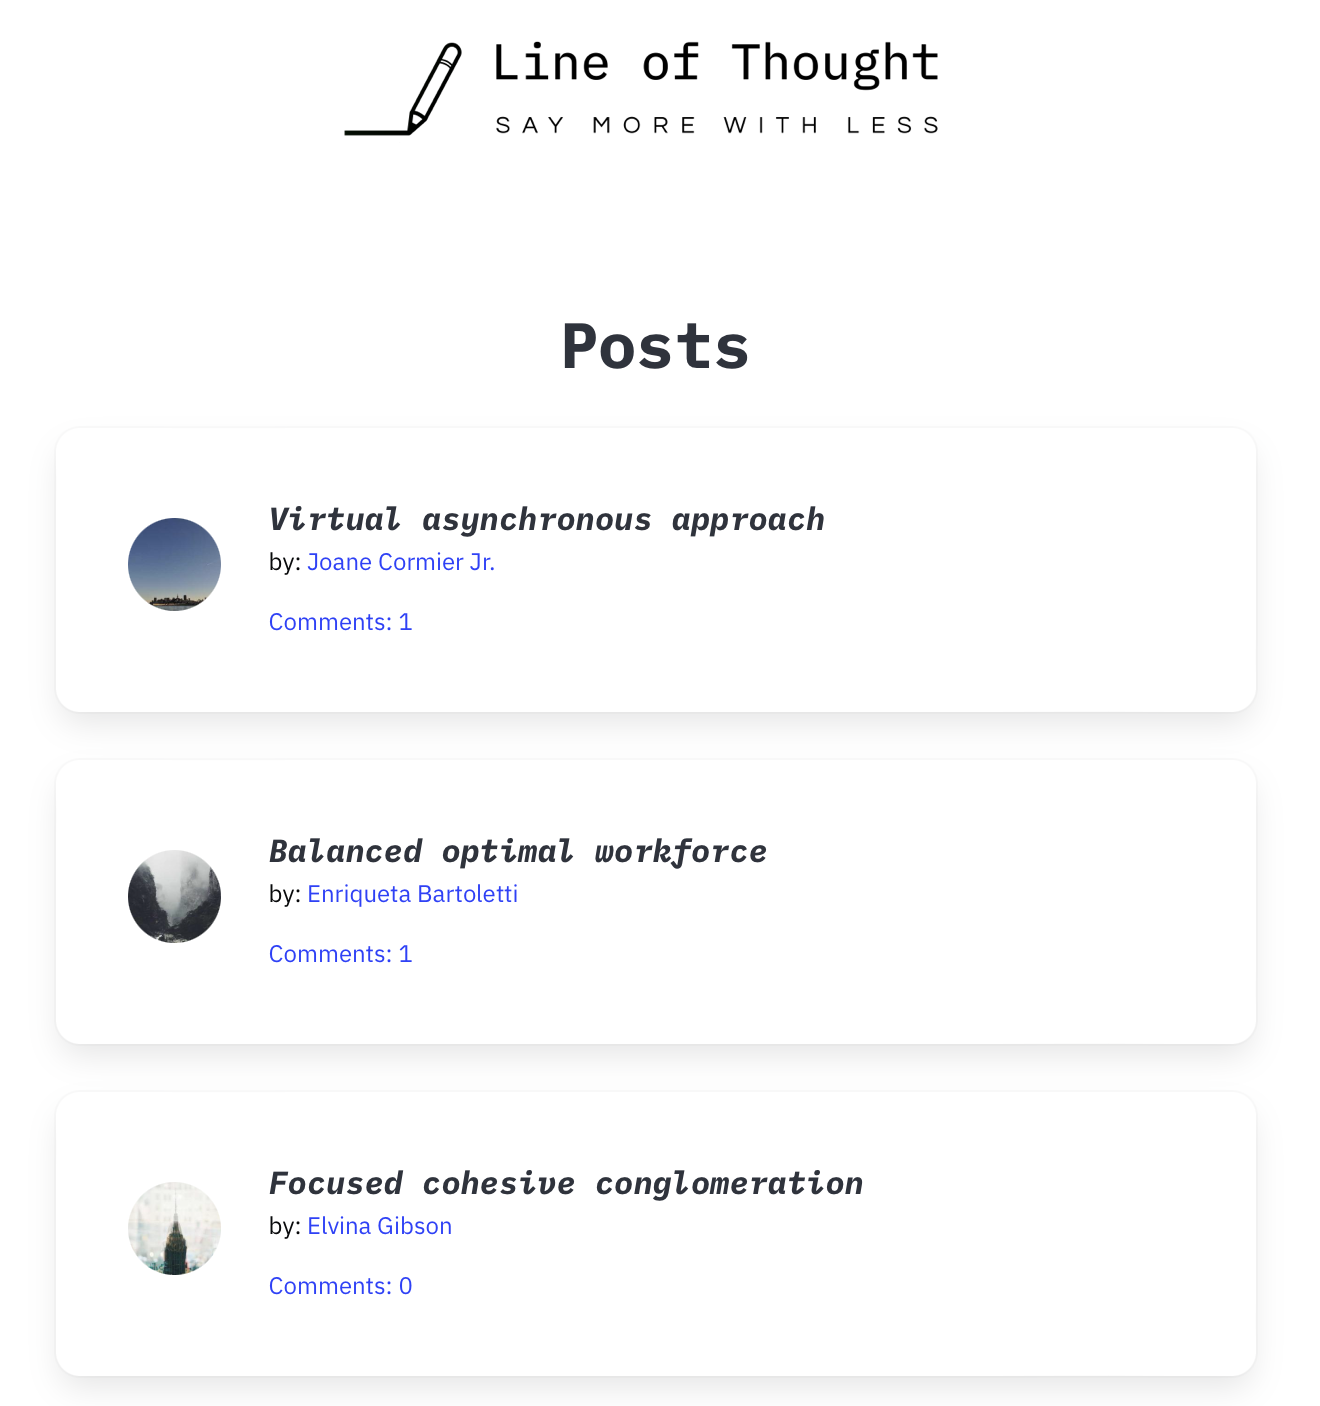 Line of Thought
SAY MORE WITH LESS
Posts
Virtual asynchronous approach
by: Joane Cormier Jr.
Comments: 1
Balanced optimal workforce
by: Enriqueta Bartoletti
Comments: 1
Focused cohesive conglomeration
by: Elvina Gibson
Comments: 0